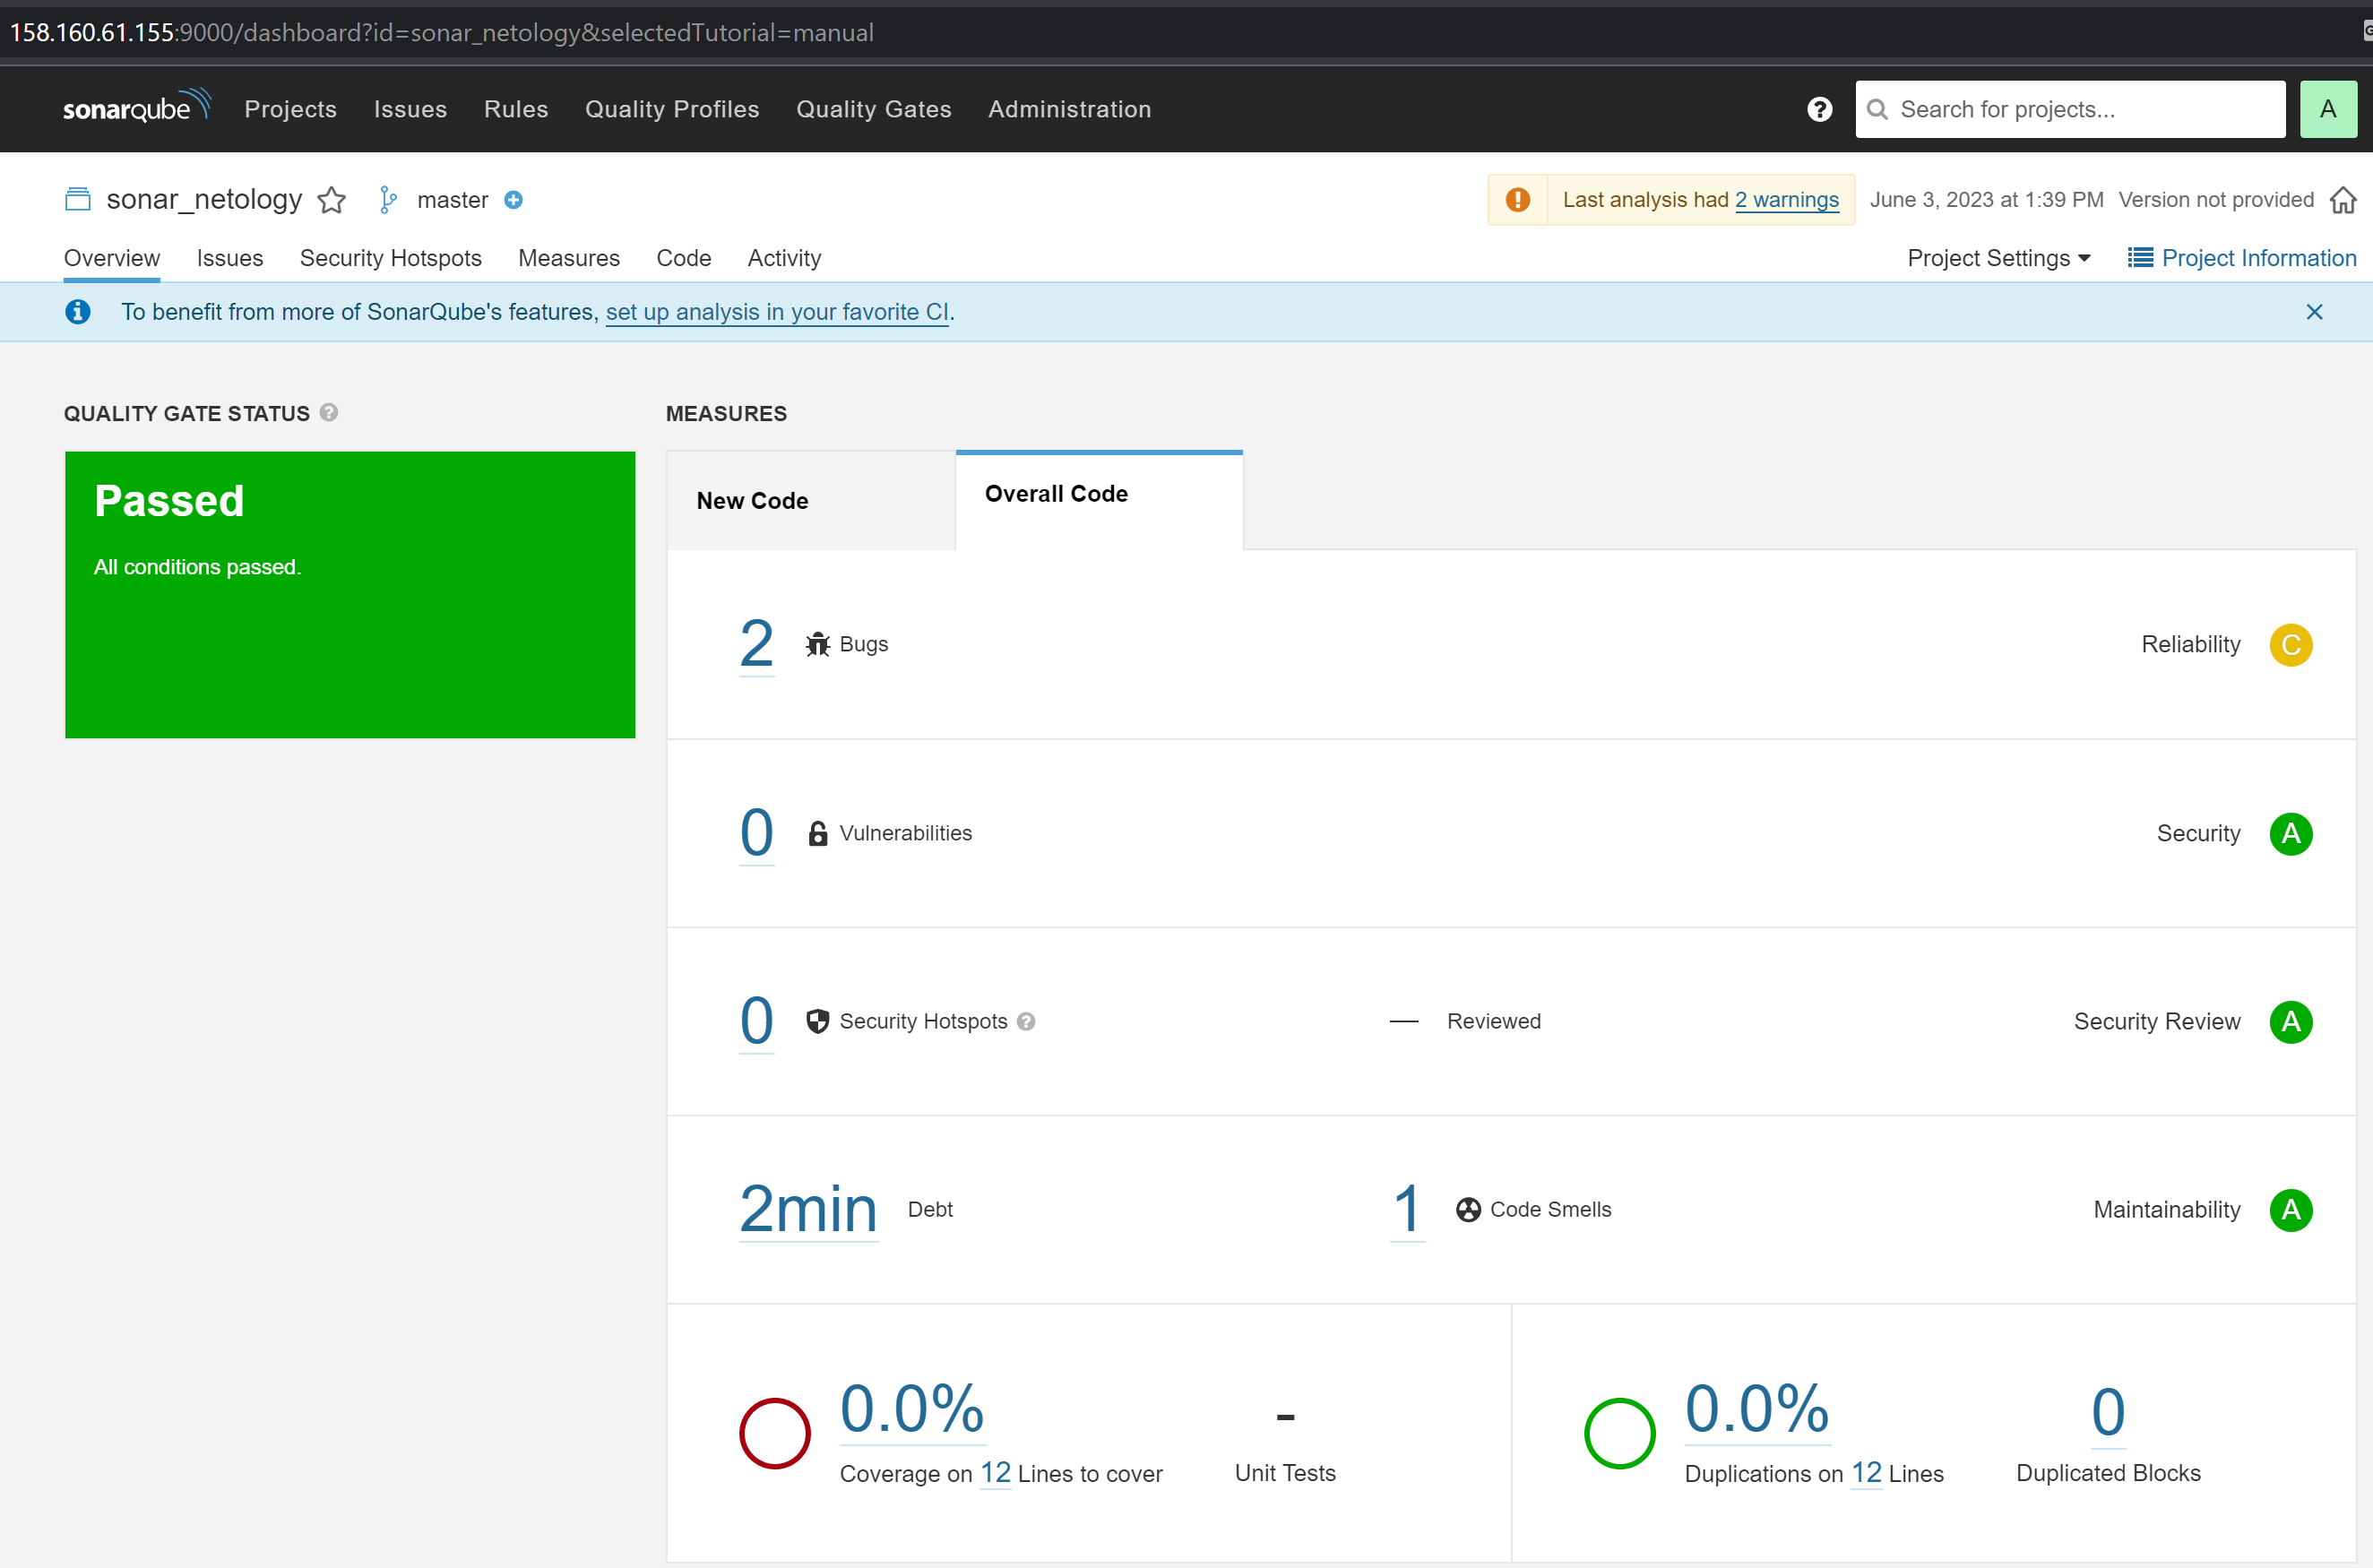 158.160.61.155:9000/dashboard?id=sonar_netology&selectedTutorial=manual
sonarqube Projects Issues Rules Quality Profiles Quality Gates Administration ? Search for projects... A
sonar_netology master Last analysis had 2 warnings June 3, 2023 at 1:39 PM Version not provided
Overview Issues Security Hotspots Measures Code Activity Project Settings Project Information
To benefit from more of SonarQube's features, set up analysis in your favorite CI.
QUALITY GATE STATUS ?
Passed
All conditions passed.
MEASURES
New Code Overall Code
2 Bugs Reliability C
0 Vulnerabilities Security A
0 Security Hotspots ? — Reviewed Security Review A
2min Debt 1 Code Smells Maintainability A
0.0%
Coverage on 12 Lines to cover
-
Unit Tests
0.0%
Duplications on 12 Lines
0
Duplicated Blocks